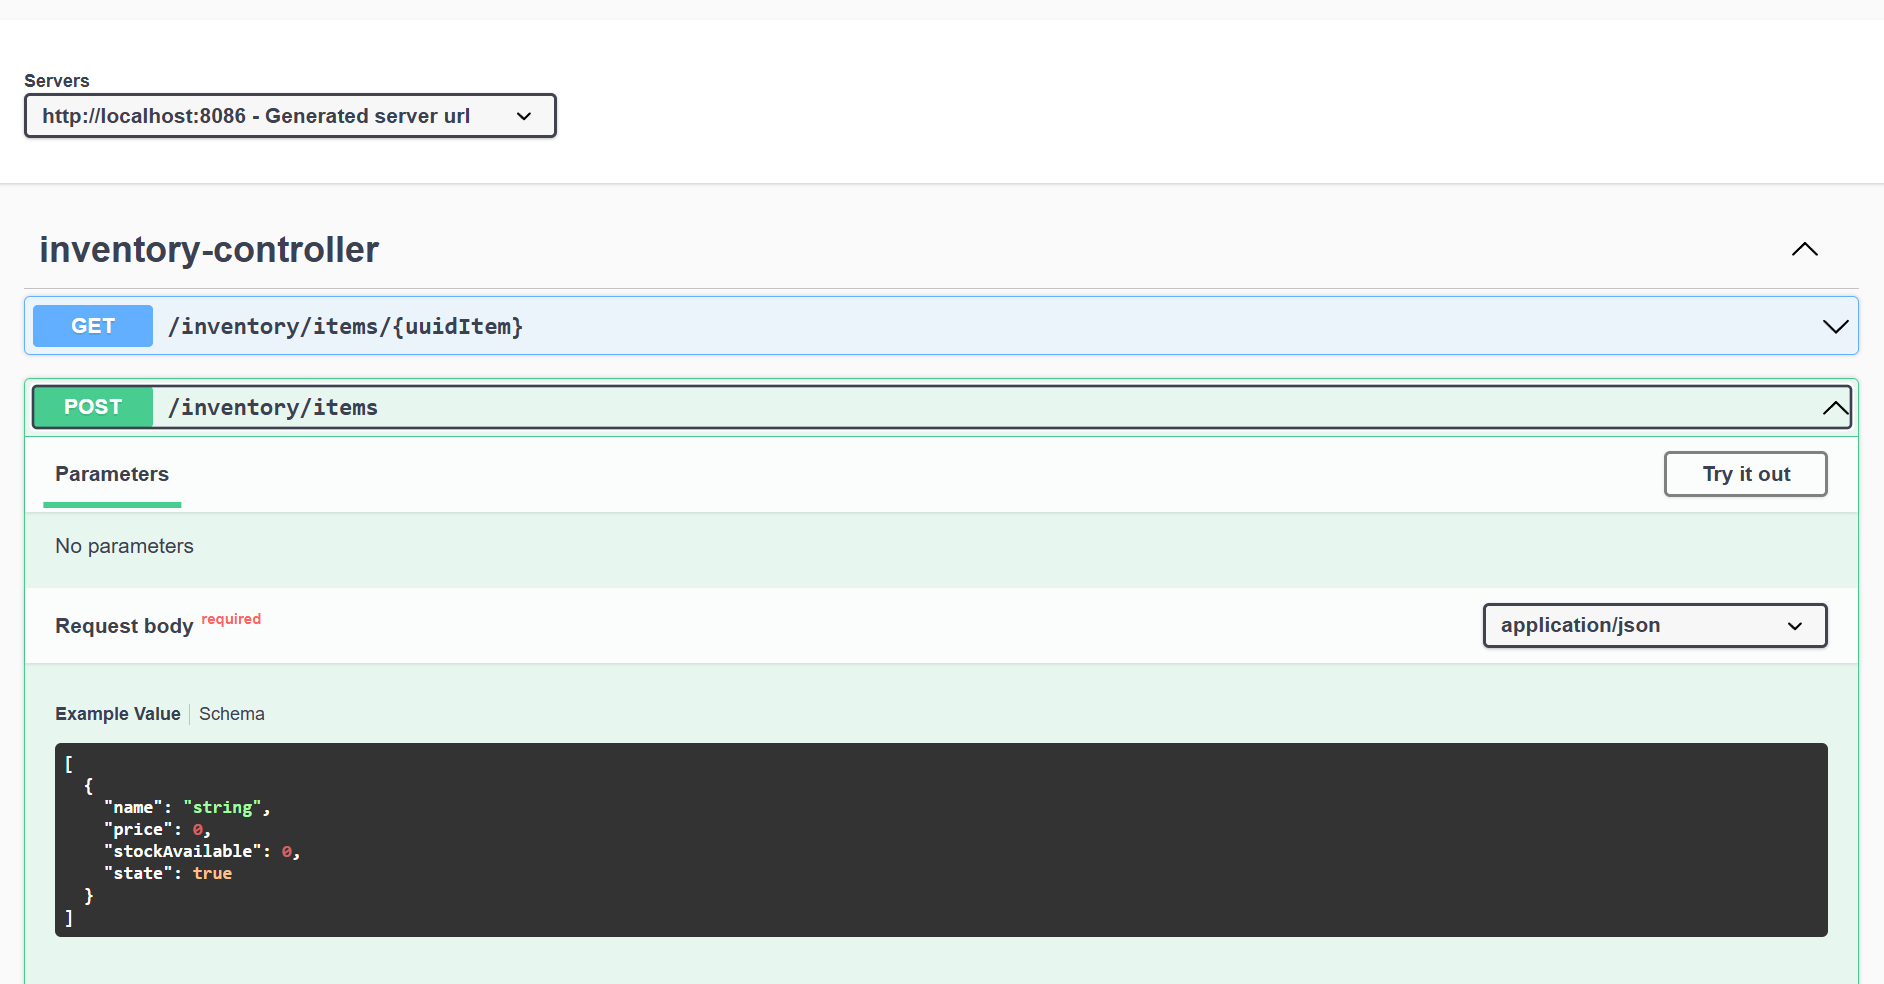 Servers
http://localhost:8086 - Generated server url
inventory-controller
GET /inventory/items/{uuidItem}
POST /inventory/items
Parameters
Try it out
No parameters
Request body required
application/json
Example Value Schema
[
  {
    "name": "string",
    "price": 0,
    "stockAvailable": 0,
    "state": true
  }
]